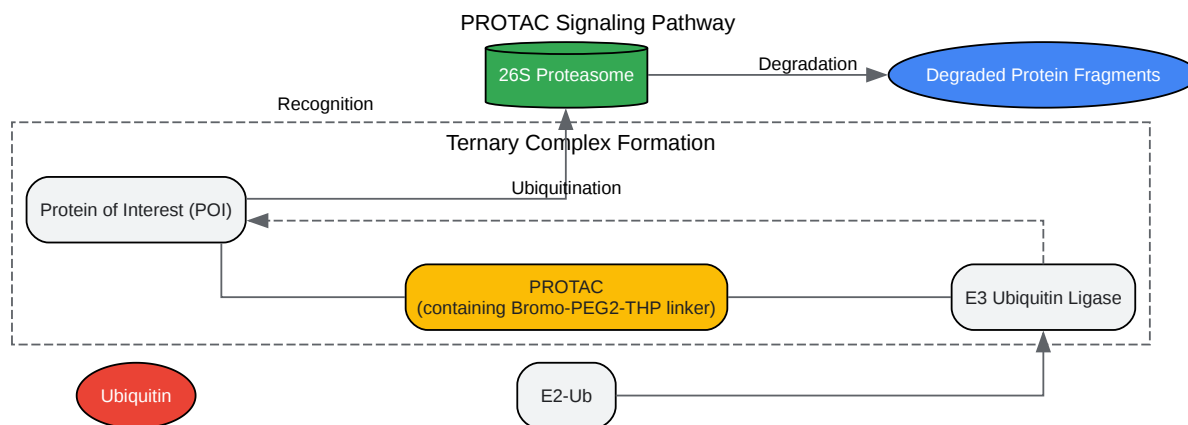 PROTAC Signaling Pathway
26S Proteasome
Degradation
Degraded Protein Fragments
Recognition
Ternary Complex Formation
Ubiquitination
Protein of Interest (POI)
PROTAC
(containing Bromo-PEG2-THP linker)
E3 Ubiquitin Ligase
Ubiquitin
E2-Ub